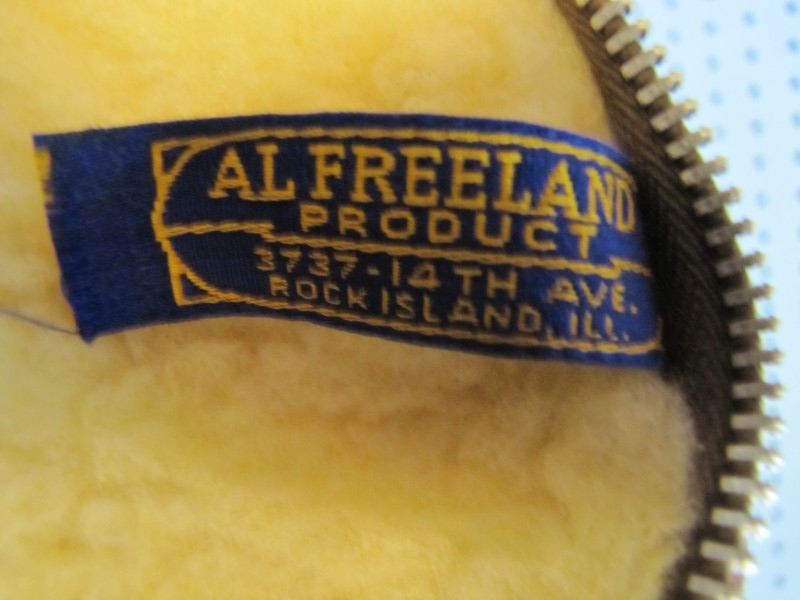 AL FREELAND
PRODUCT
3737-14TH AVE.
ROCK ISLAND, ILL.